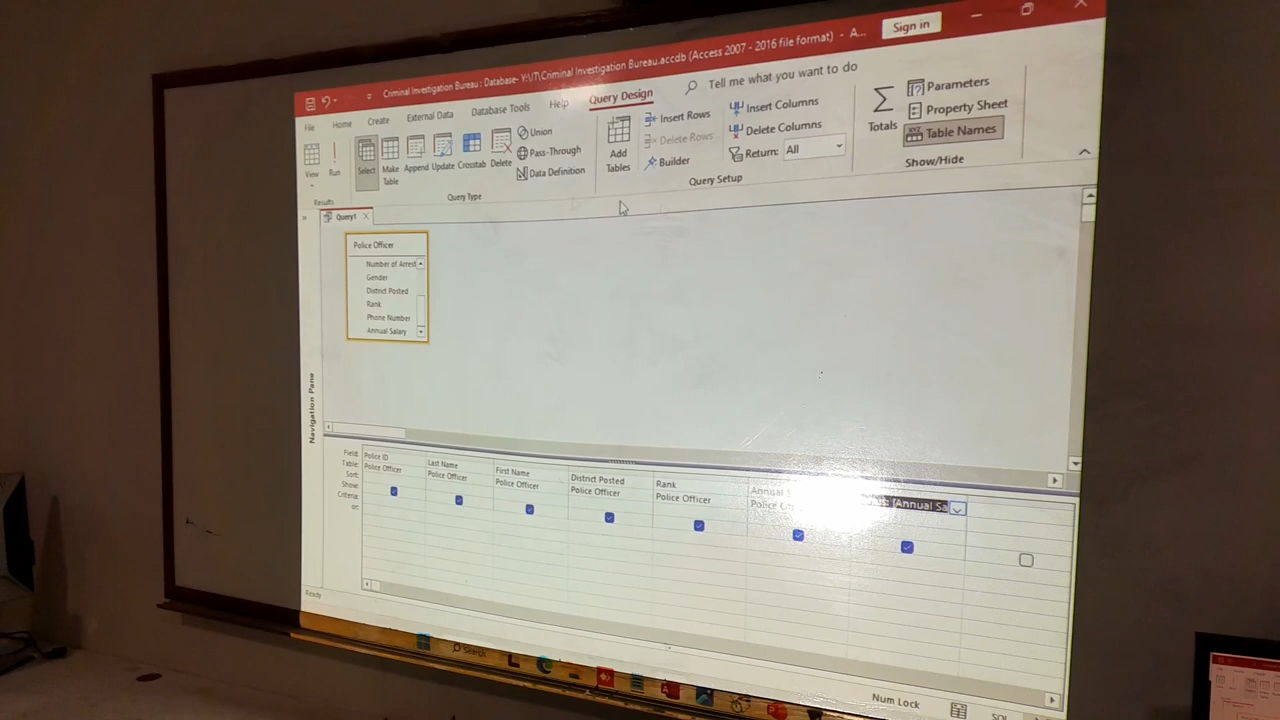 Criminal Investigation Bureau : Database- Y:\JT\Criminal Investigation Bureau.accdb (Access 2007 - 2016 file format) - A...
Sign in
File
Home
Create
External Data
Database Tools
Help
Query Design
Tell me what you want to do
View
Run
Results
Select
Make Table
Append
Update
Crosstab
Delete
Union
Pass-Through
Data Definition
Query Type
Add Tables
Insert Rows
Delete Rows
Builder
Insert Columns
Delete Columns
Return: All
Query Setup
Totals
Parameters
Property Sheet
Table Names
Show/Hide
Query1
Navigation Pane
Police Officer
Number of Arrest
Gender
District Posted
Rank
Phone Number
Annual Salary
Field: Police ID Last Name First Name District Posted Rank Annual S [Annual Sa
Table: Police Officer Police Officer Police Officer Police Officer Police Officer Police
Sort:
Show:
Criteria:
or:
Ready
Search
Num Lock